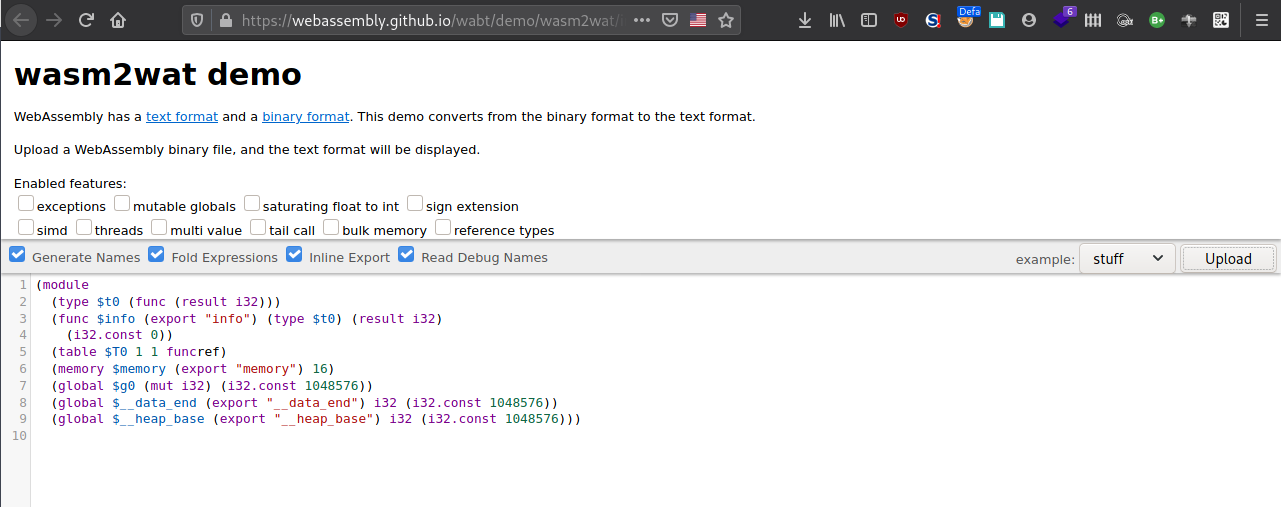 https://webassembly.github.io/wabt/demo/wasm2wat/
Defa
6
wasm2wat demo
WebAssembly has a text format and a binary format. This demo converts from the binary format to the text format.
Upload a WebAssembly binary file, and the text format will be displayed.
Enabled features:
exceptions mutable globals saturating float to int sign extension
simd threads multi value tail call bulk memory reference types
Generate Names Fold Expressions Inline Export Read Debug Names example: stuff Upload
1 (module
2   (type $t0 (func (result i32)))
3   (func $info (export "info") (type $t0) (result i32)
4     (i32.const 0))
5   (table $T0 1 1 funcref)
6   (memory $memory (export "memory") 16)
7   (global $g0 (mut i32) (i32.const 1048576))
8   (global $__data_end (export "__data_end") i32 (i32.const 1048576))
9   (global $__heap_base (export "__heap_base") i32 (i32.const 1048576)))
10